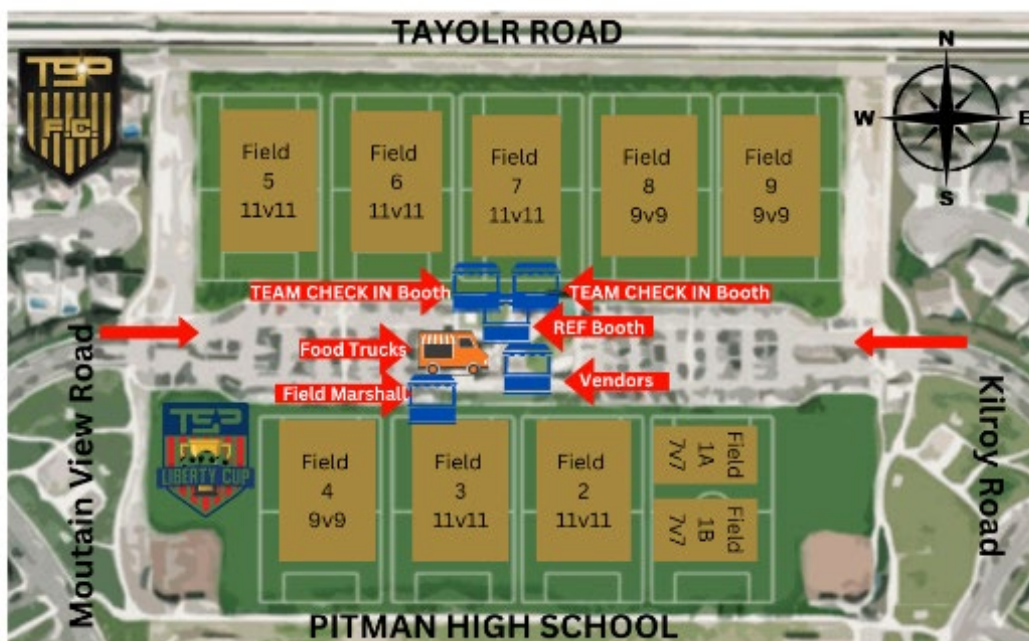 TAYOLR ROAD
TSP
F.C.
N
W
E
S
Field
5
11v11
Field
6
11v11
Field
7
11v11
Field
8
9v9
Field
9
9v9
TEAM CHECK IN Booth
TEAM CHECK IN Booth
REF Booth
Food Trucks
Vendors
Field Marshall
Moutain View Road
Kilroy Road
TSP
LIBERTY CUP
Field
4
9v9
Field
3
11v11
Field
2
11v11
Field
1A
7v7
Field
1B
7v7
PITMAN HIGH SCHOOL